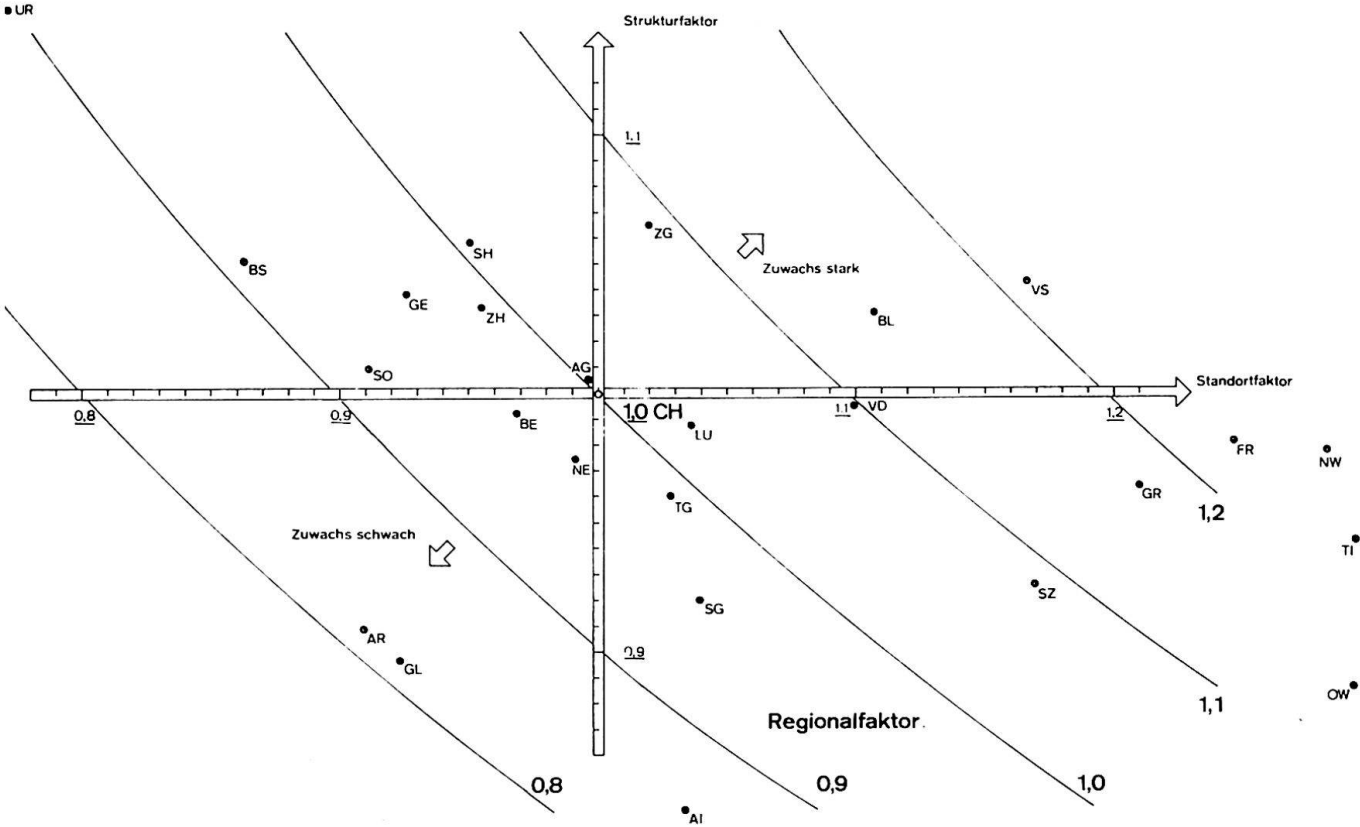 UR
Strukturfaktor
1,1
ZG
SH
BS
Zuwachs stark
VS
GE
ZH
BL
AG
SO
Standortfaktor
0,8
0,9
1,0 CH
1,1
VD
1,2
BE
LU
FR
NW
NE
GR
TG
1,2
Zuwachs schwach
TI
SZ
SG
AR
0,9
GL
OW
1,1
Regionalfaktor
0,8
0,9
1,0
AI